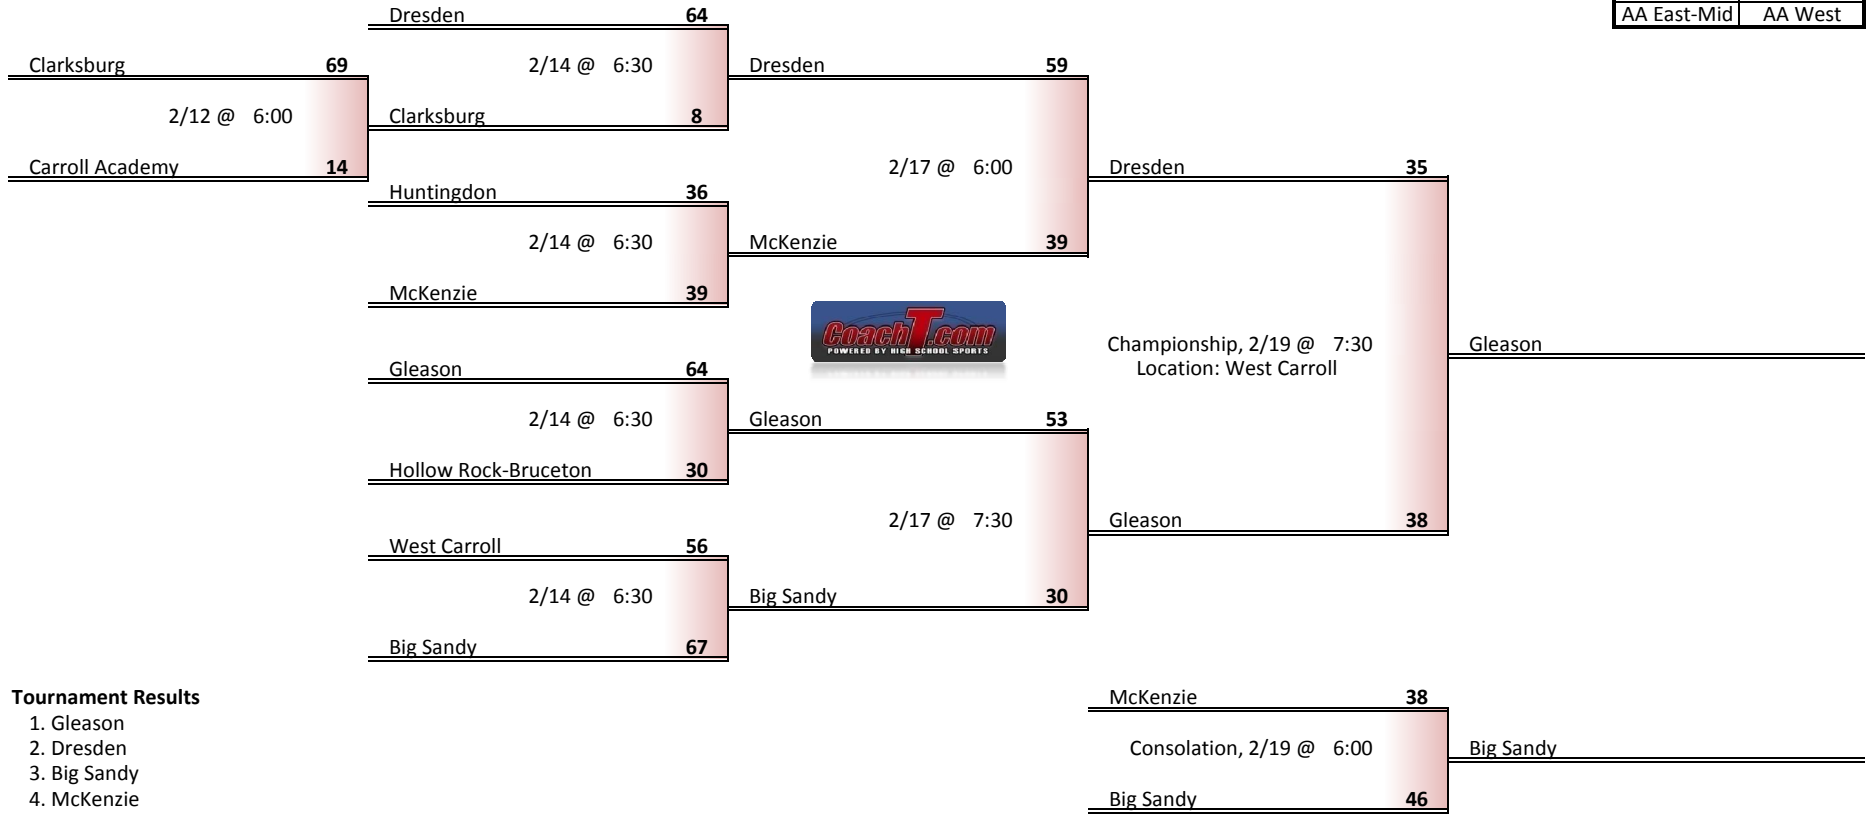 Dresden 64
AA East-Mid AA West
Clarksburg 69
2/14 @ 6:30
Dresden 59
2/12 @ 6:00
Clarksburg 8
Carroll Academy 14
2/17 @ 6:00
Dresden 35
Huntingdon 36
2/14 @ 6:30
McKenzie 39
McKenzie 39
CoachT.com
POWERED BY HIGH SCHOOL SPORTS
Championship, 2/19 @ 7:30
Location: West Carroll
Gleason
Gleason 64
2/14 @ 6:30
Gleason 53
Hollow Rock-Bruceton 30
2/17 @ 7:30
Gleason 38
West Carroll 56
2/14 @ 6:30
Big Sandy 30
Big Sandy 67
Tournament Results
1. Gleason
2. Dresden
3. Big Sandy
4. McKenzie
McKenzie 38
Consolation, 2/19 @ 6:00
Big Sandy
Big Sandy 46